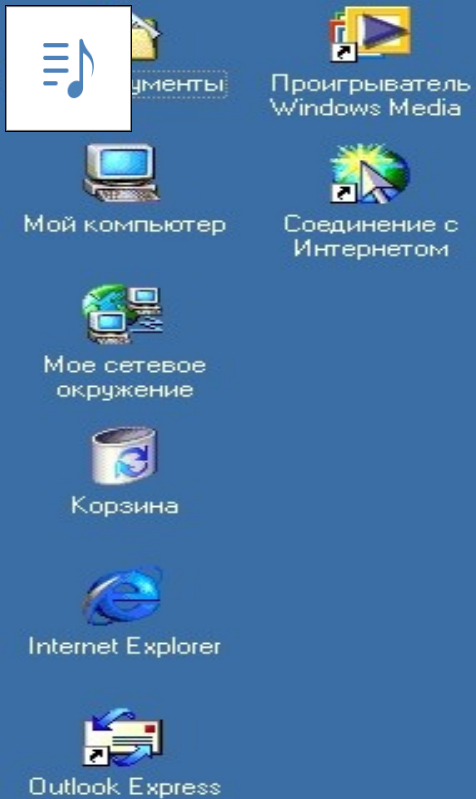 Проигрыватель
Windows Media
Мой компьютер
Соединение с
Интернетом
Мое сетевое
окружение
Корзина
Internet Explorer
Outlook Express